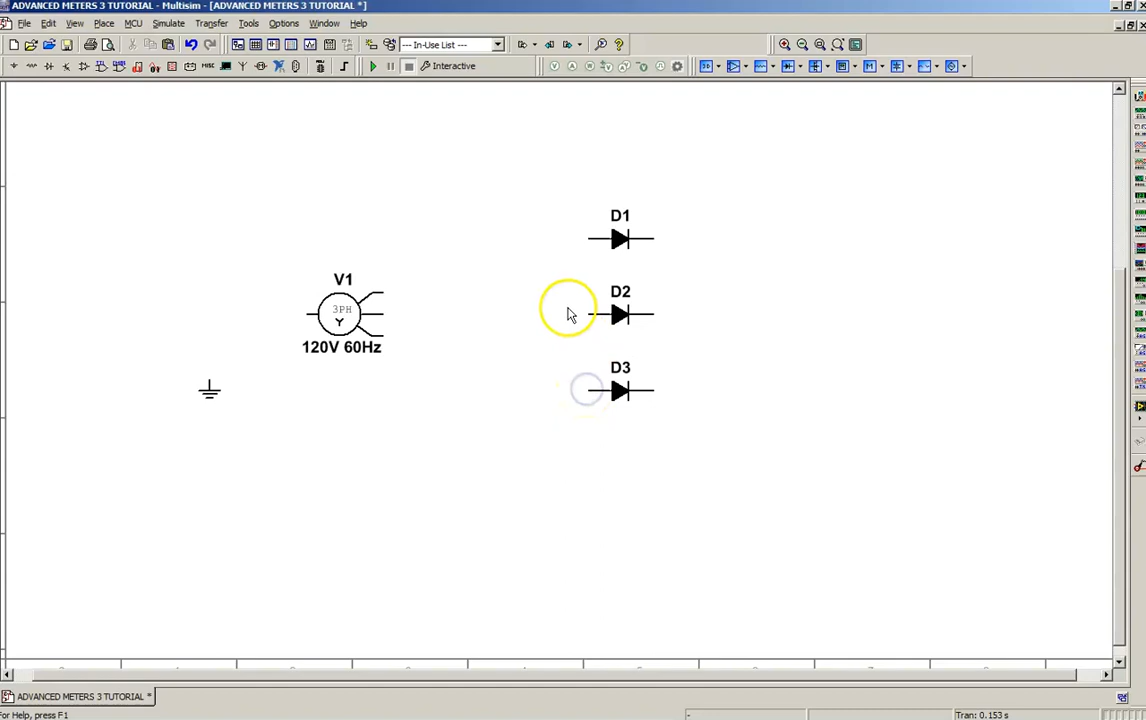 ADVANCED METERS 3 TUTORIAL - Multisim - [ADVANCED METERS 3 TUTORIAL *]
File Edit View Place MCU Simulate Transfer Tools Options Window Help
--- In-Use List ---
MISC
Interactive
D1
V1
D2
3PH
Y
120V 60Hz
D3
ADVANCED METERS 3 TUTORIAL *
For Help, press F1
-
Tran: 0.153 s